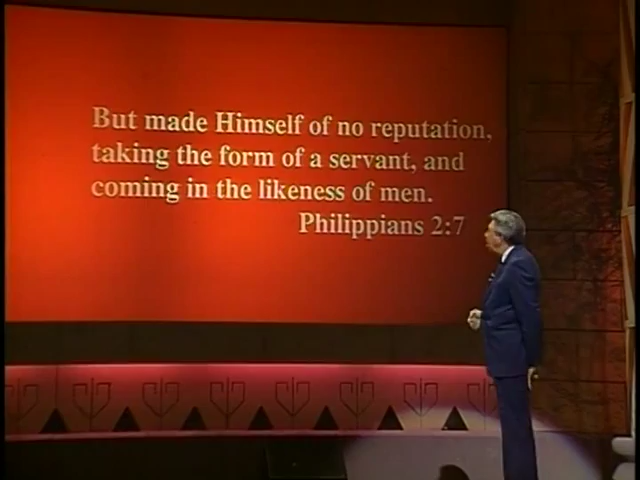 But made Himself of no reputation,
taking the form of a servant, and
coming in the likeness of men.
Philippians 2:7